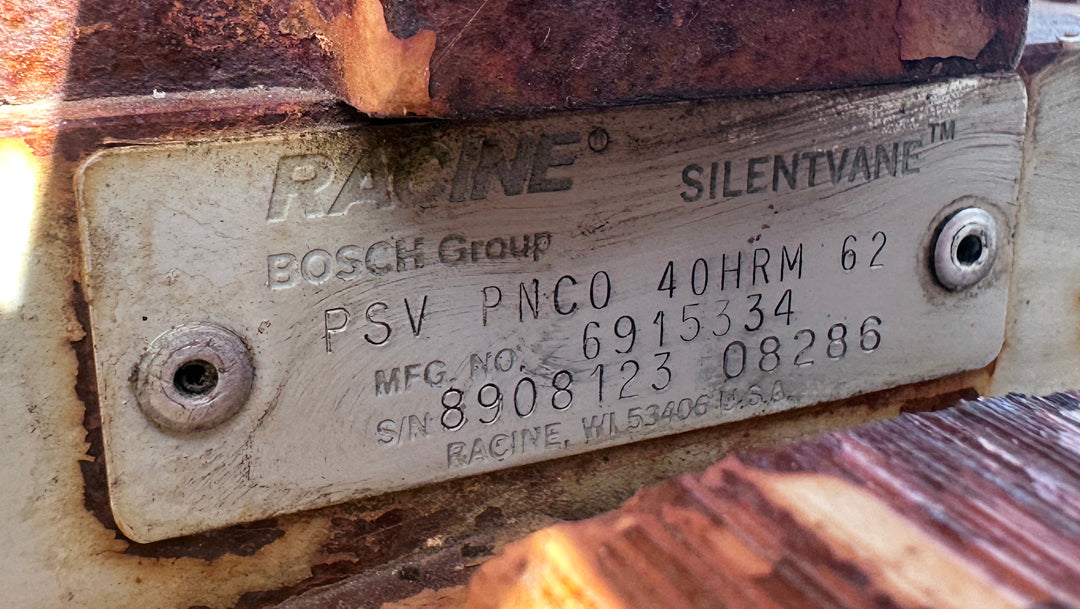 RACINE® SILENTVANE™
BOSCH Group
PSV PNCO 40HRM 62
MFG. NO. 6915334
S/N 8908123 08286
RACINE, WI. 53406 U.S.A.